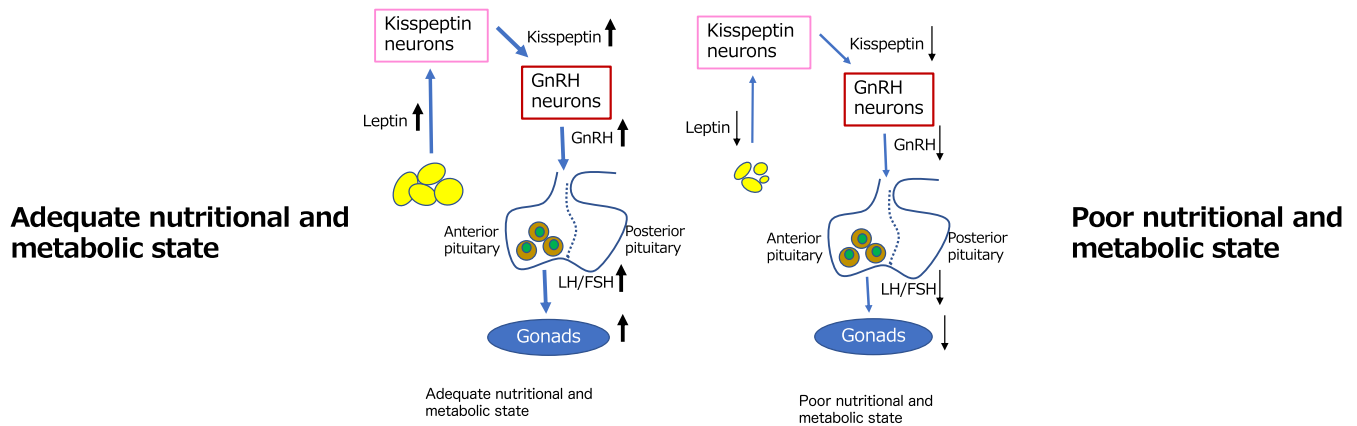 Adequate nutritional and
metabolic state
Kisspeptin
neurons
Kisspeptin
GnRH
neurons
Leptin
GnRH
Anterior
pituitary
Posterior
pituitary
LH/FSH
Gonads
Adequate nutritional and
metabolic state
Kisspeptin
neurons
Kisspeptin
GnRH
neurons
Leptin
GnRH
Anterior
pituitary
Posterior
pituitary
LH/FSH
Gonads
Poor nutritional and
metabolic state
Poor nutritional and
metabolic state